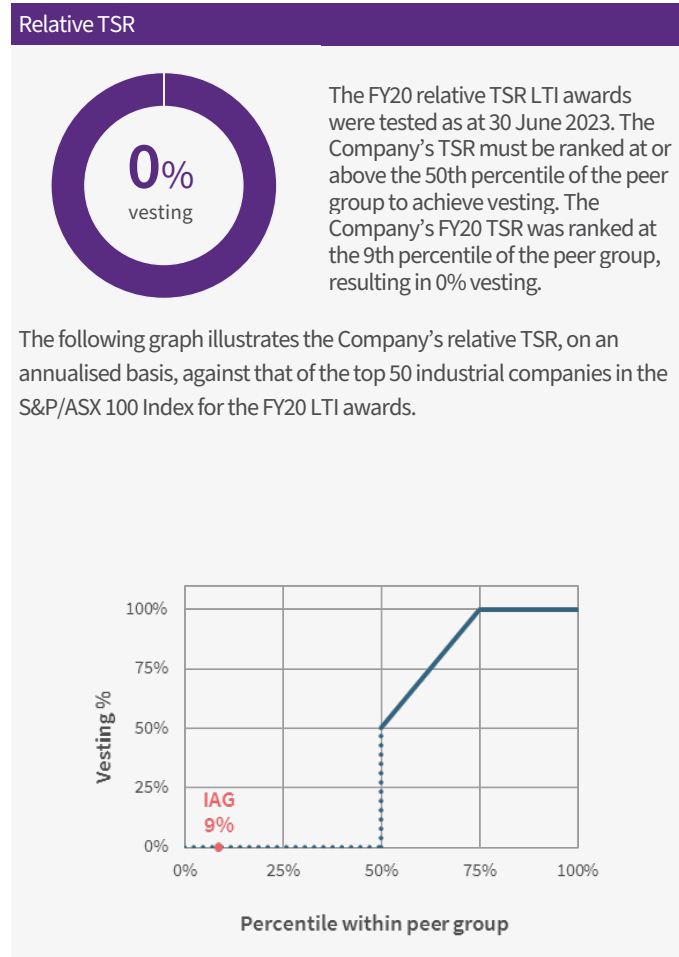 Relative TSR
0%
vesting
The FY20 relative TSR LTI awards
were tested as at 30 June 2023. The
Company’s TSR must be ranked at or
above the 50th percentile of the peer
group to achieve vesting. The
Company’s FY20 TSR was ranked at
the 9th percentile of the peer group,
resulting in 0% vesting.
The following graph illustrates the Company’s relative TSR, on an
annualised basis, against that of the top 50 industrial companies in the
S&P/ASX 100 Index for the FY20 LTI awards.
100%
75%
50%
25%
0%
Vesting %
IAG
9%
0%
25%
50%
75%
100%
Percentile within peer group